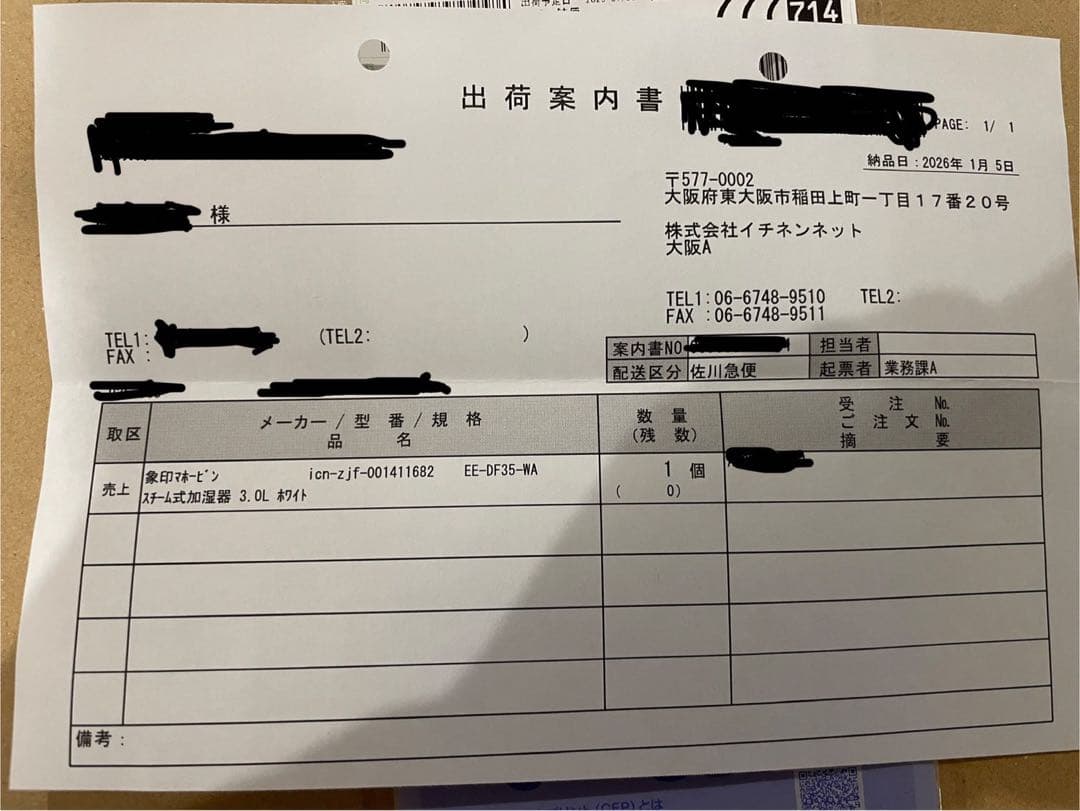 714
出荷案内書
PAGE: 1/ 1
納品日:2026年 1月 5日
〒577-0002
大阪府東大阪市稲田上町一丁目17番20号
様
株式会社イチネンネット
大阪A
TEL1:06-6748-9510 TEL2:
FAX :06-6748-9511
TEL1: (TEL2: )
FAX :
案内書NO 担当者
配送区分 佐川急便 起票者 業務課A
取区 メーカー/型番/規格 品名 数量 (残数) 受注No. ご注文No. 摘要
売上 象印マホービン icn-zjf-001411682 EE-DF35-WA 1 個
スチーム式加湿器 3.0L ホワイト ( 0)
備考: